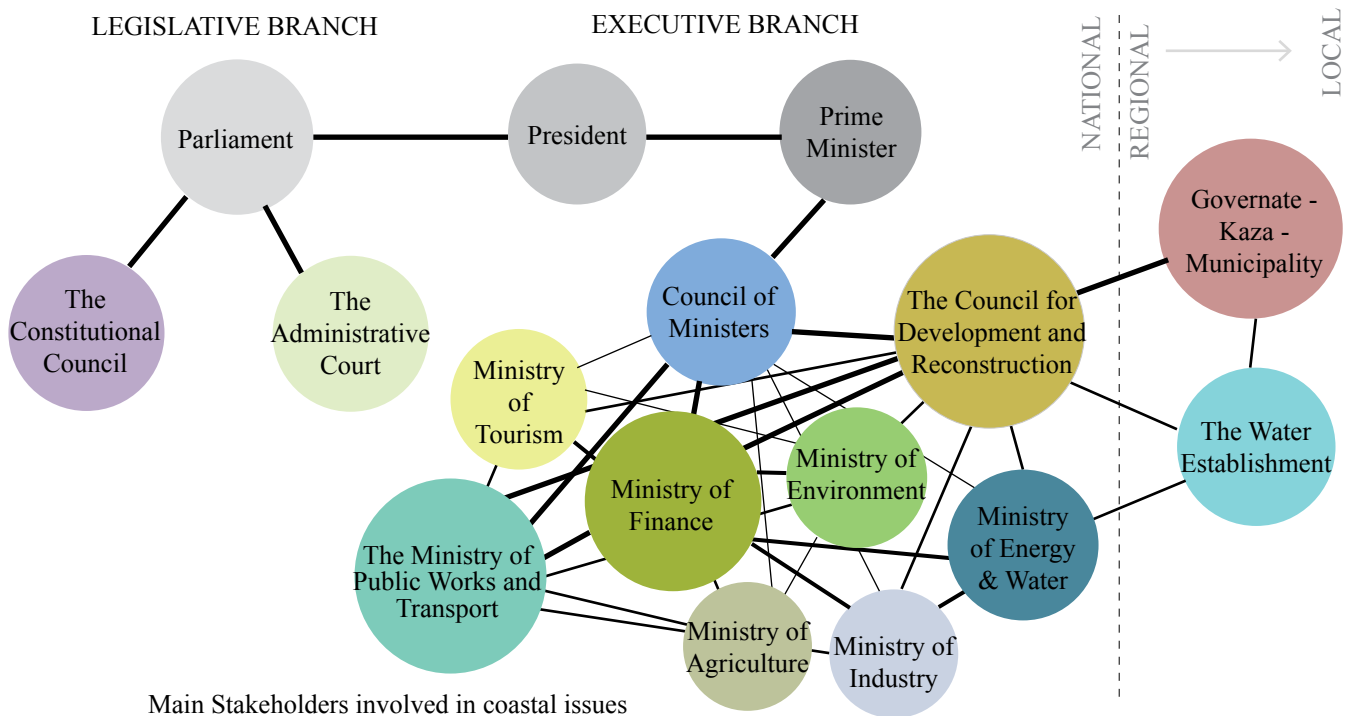 LEGISLATIVE BRANCH
EXECUTIVE BRANCH
NATIONAL
REGIONAL
LOCAL
Parliament
President
Prime
Minister
Governate -
Kaza -
Municipality
The
Constitutional
Council
The
Administrative
Court
Council of
Ministers
The Council for
Development and
Reconstruction
Ministry
of
Tourism
The Water
Establishment
Ministry of
Finance
Ministry of
Environment
Ministry
of Energy
& Water
The Ministry of
Public Works and
Transport
Ministry of
Agriculture
Ministry of
Industry
Main Stakeholders involved in coastal issues